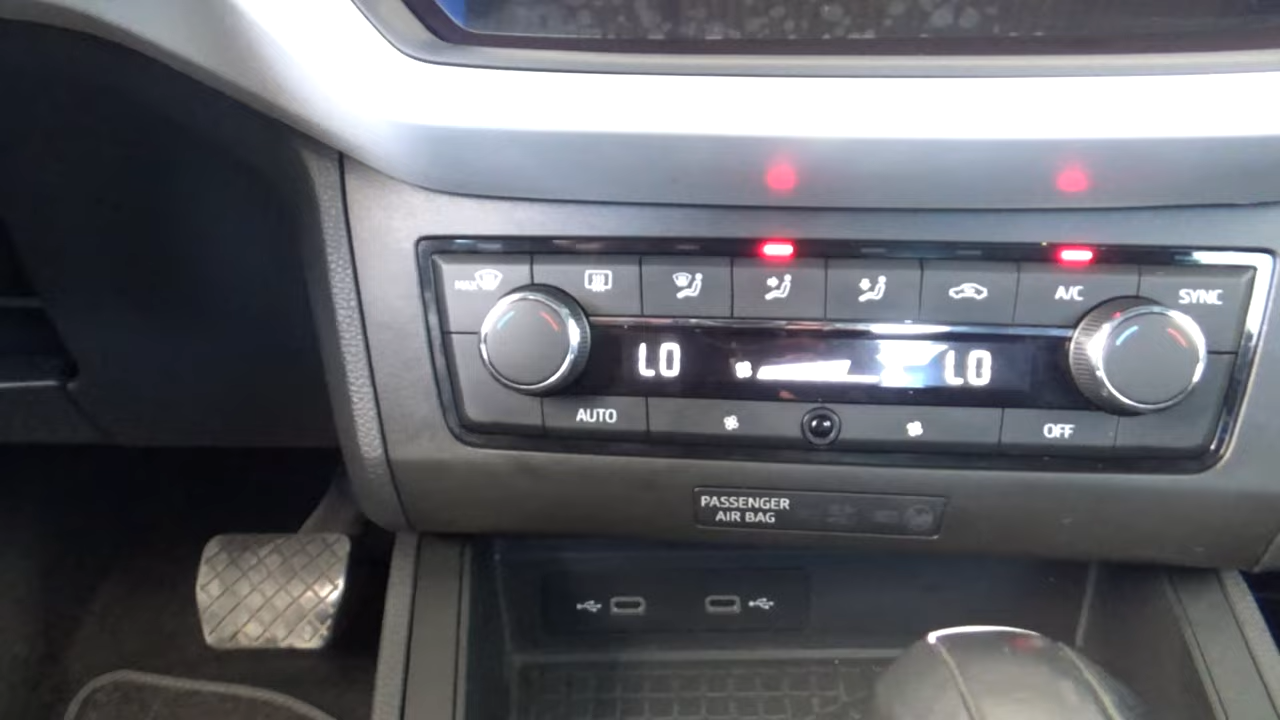 MAX
A/C
SYNC
LO
LO
AUTO
OFF
PASSENGER
AIR BAG